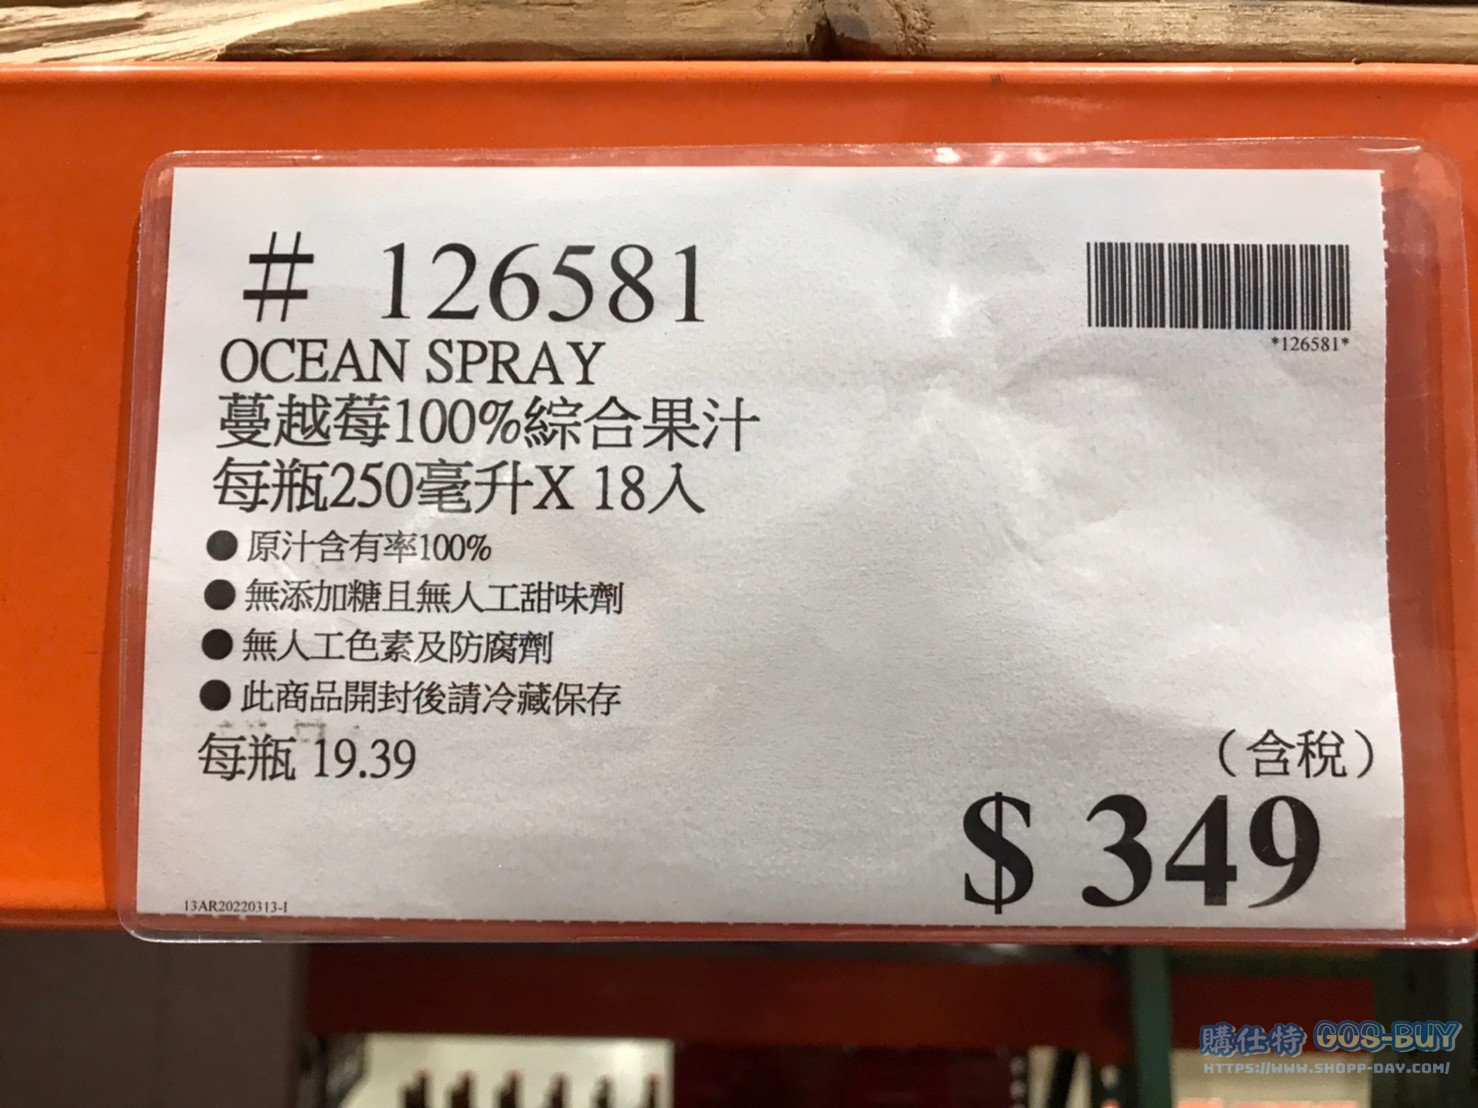 # 126581
*126581*
OCEAN SPRAY
蔓越莓100%綜合果汁
每瓶250毫升X 18入
●原汁含有率100%
●無添加糖且無人工甜味劑
●無人工色素及防腐劑
●此商品開封後請冷藏保存
每瓶 19.39
(含稅)
$ 349
13AR20220313-I
購仕特 GOS-BUY
HTTPS://WWW.SHOPP-DAY.COM/